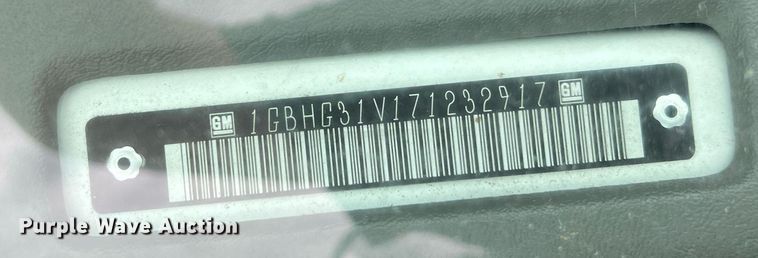 GM 1GBHG31V171232917 GM
Purple Wave Auction